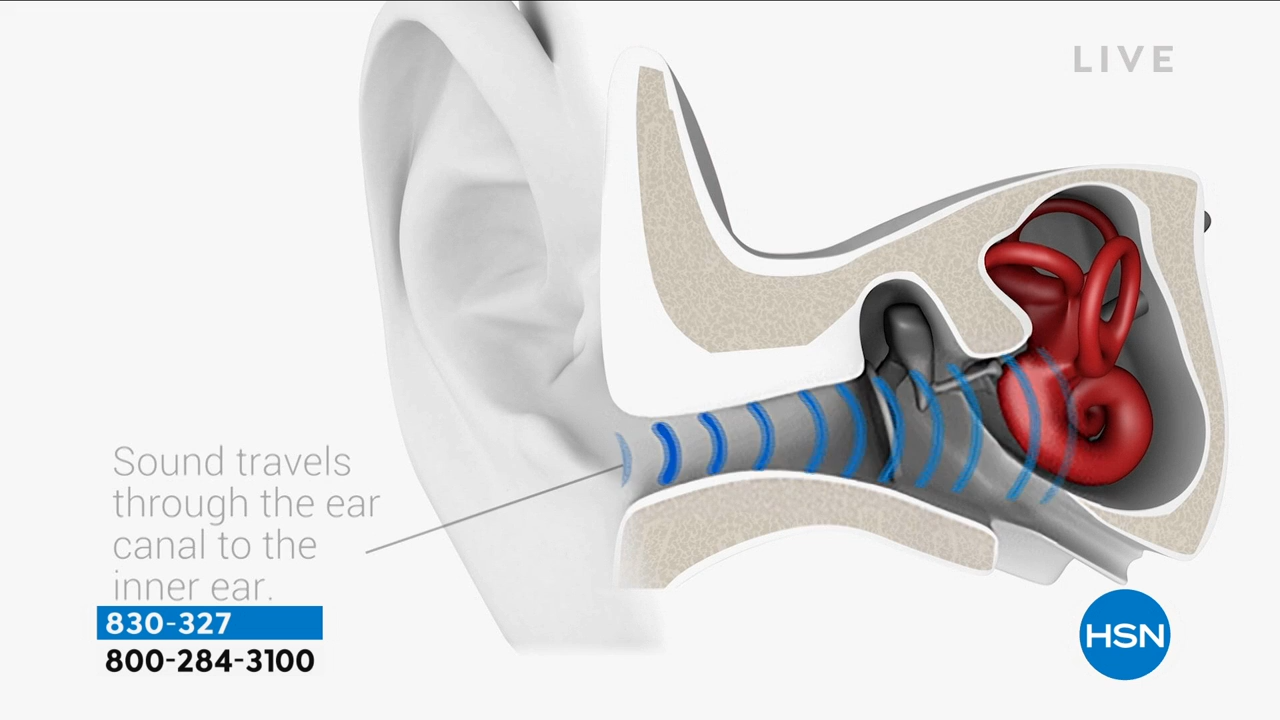 LIVE
Sound travels
through the ear
canal to the
inner ear.
830-327
800-284-3100
HSN